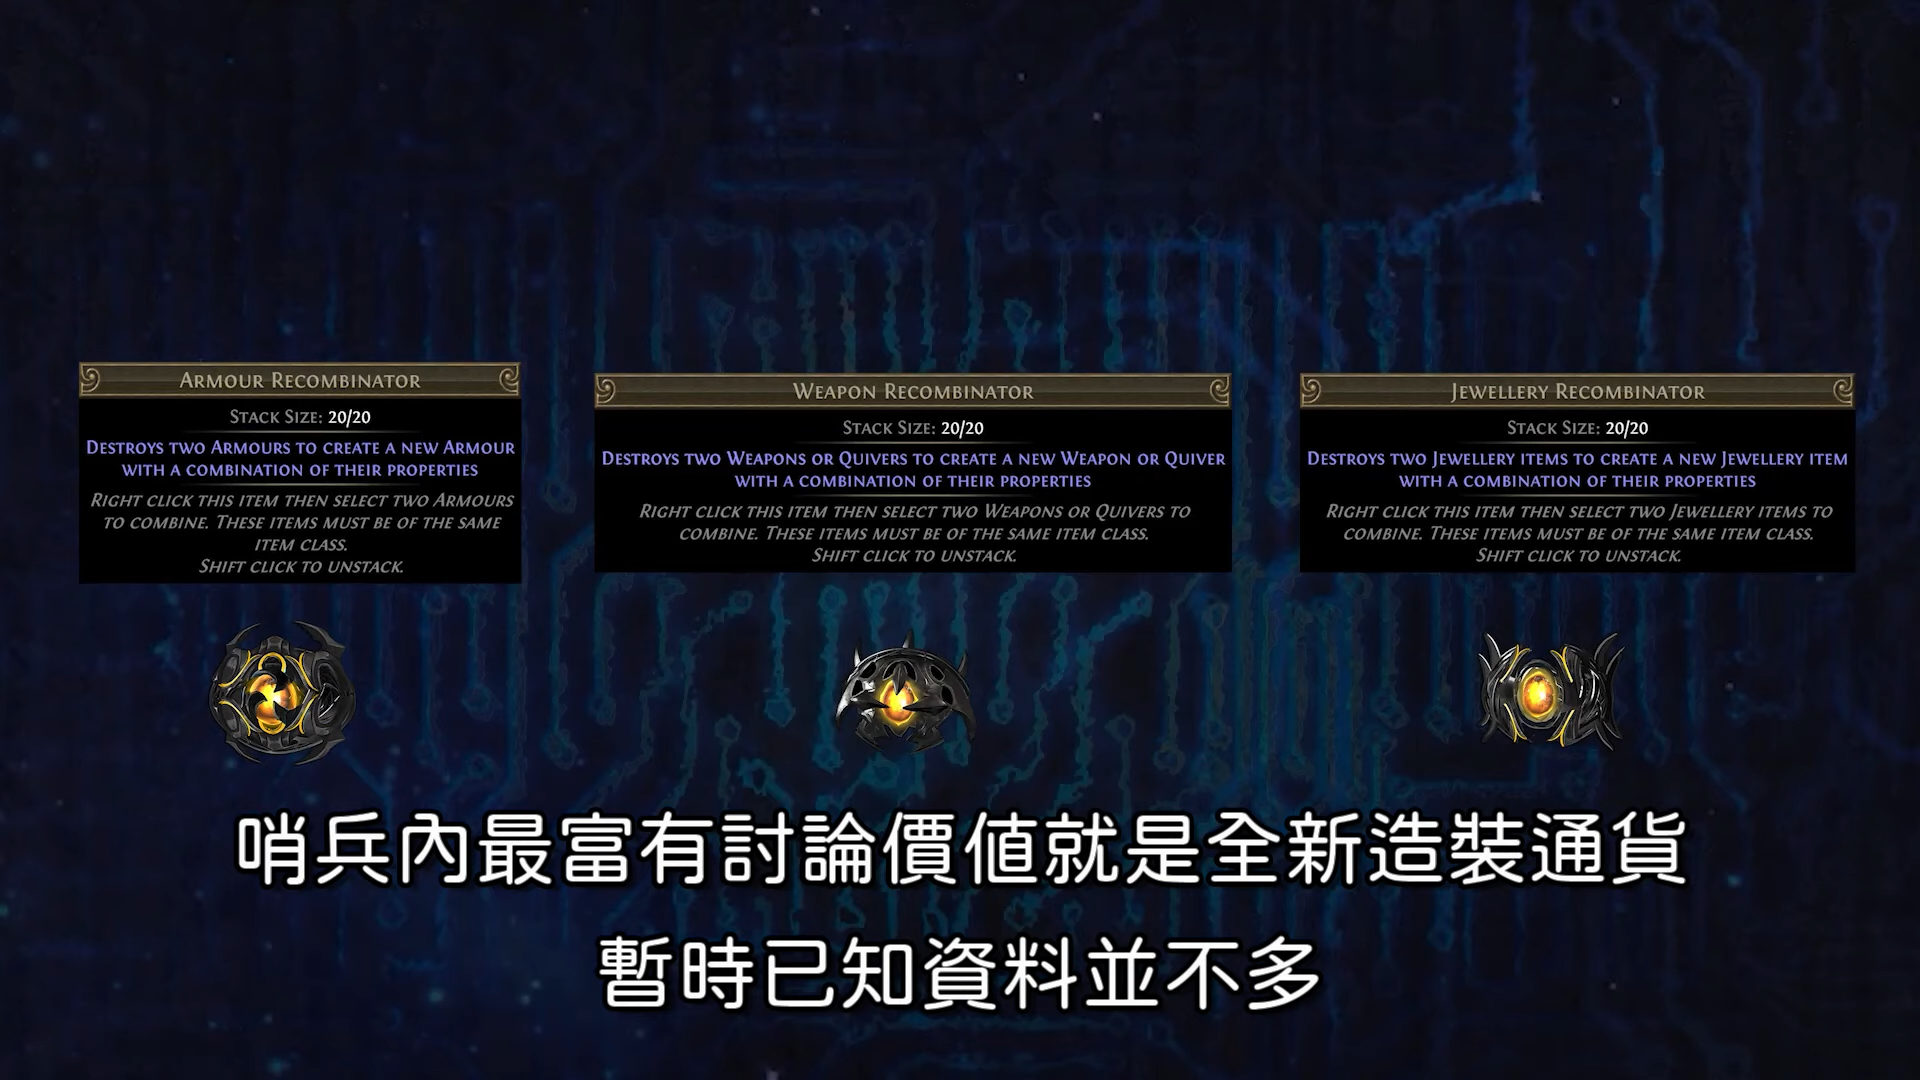 ARMOUR RECOMBINATOR
STACK SIZE: 20/20
DESTROYS TWO ARMOURS TO CREATE A NEW ARMOUR
WITH A COMBINATION OF THEIR PROPERTIES
RIGHT CLICK THIS ITEM THEN SELECT TWO ARMOURS
TO COMBINE. THESE ITEMS MUST BE OF THE SAME
ITEM CLASS.
SHIFT CLICK TO UNSTACK.
WEAPON RECOMBINATOR
STACK SIZE: 20/20
DESTROYS TWO WEAPONS OR QUIVERS TO CREATE A NEW WEAPON OR QUIVER
WITH A COMBINATION OF THEIR PROPERTIES
RIGHT CLICK THIS ITEM THEN SELECT TWO WEAPONS OR QUIVERS TO
COMBINE. THESE ITEMS MUST BE OF THE SAME ITEM CLASS.
SHIFT CLICK TO UNSTACK.
JEWELLERY RECOMBINATOR
STACK SIZE: 20/20
DESTROYS TWO JEWELLERY ITEMS TO CREATE A NEW JEWELLERY ITEM
WITH A COMBINATION OF THEIR PROPERTIES
RIGHT CLICK THIS ITEM THEN SELECT TWO JEWELLERY ITEMS TO
COMBINE. THESE ITEMS MUST BE OF THE SAME ITEM CLASS.
SHIFT CLICK TO UNSTACK.
哨兵內最富有討論價值就是全新造裝通貨
暫時已知資料並不多